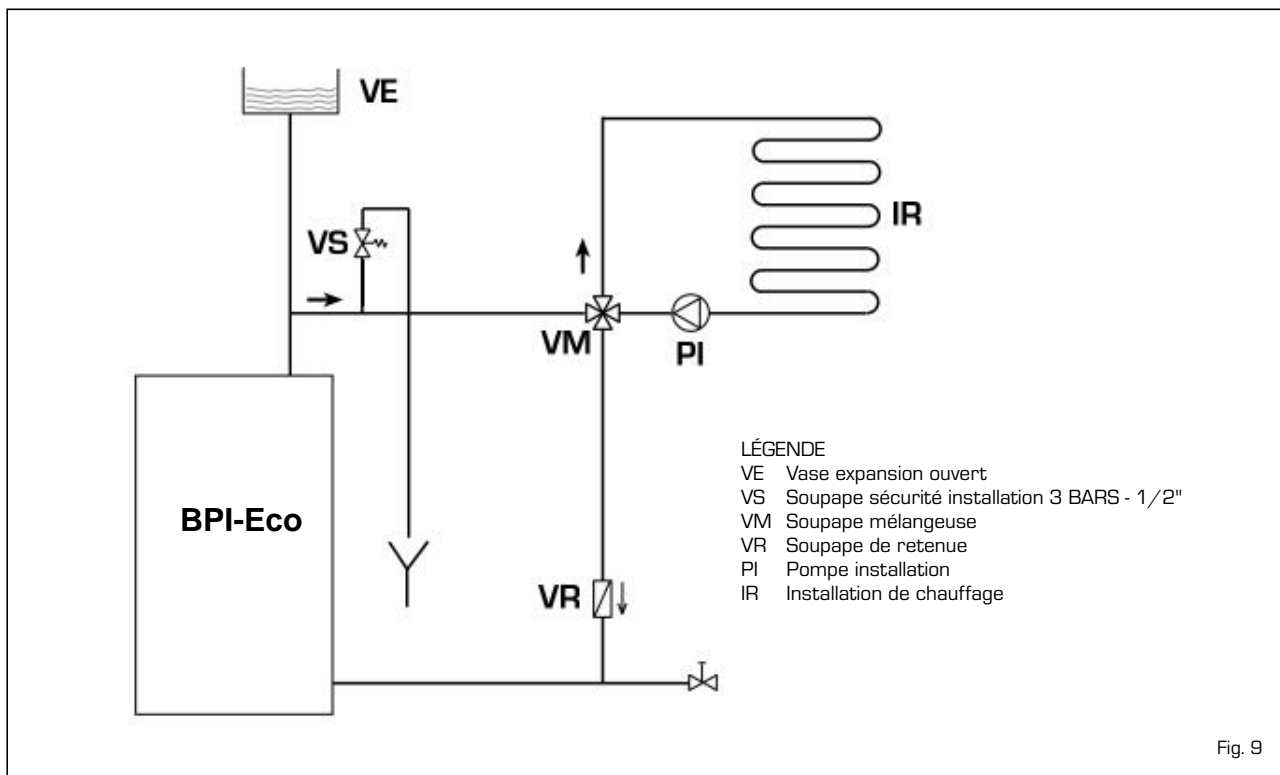 VE
VS
IR
VM
PI
BPI-Eco
VR
LÉGENDE
VE Vase expansion ouvert
VS Soupape sécurité installation 3 BARS - 1/2"
VM Soupape mélangeuse
VR Soupape de retenue
PI Pompe installation
IR Installation de chauffage
Fig. 9